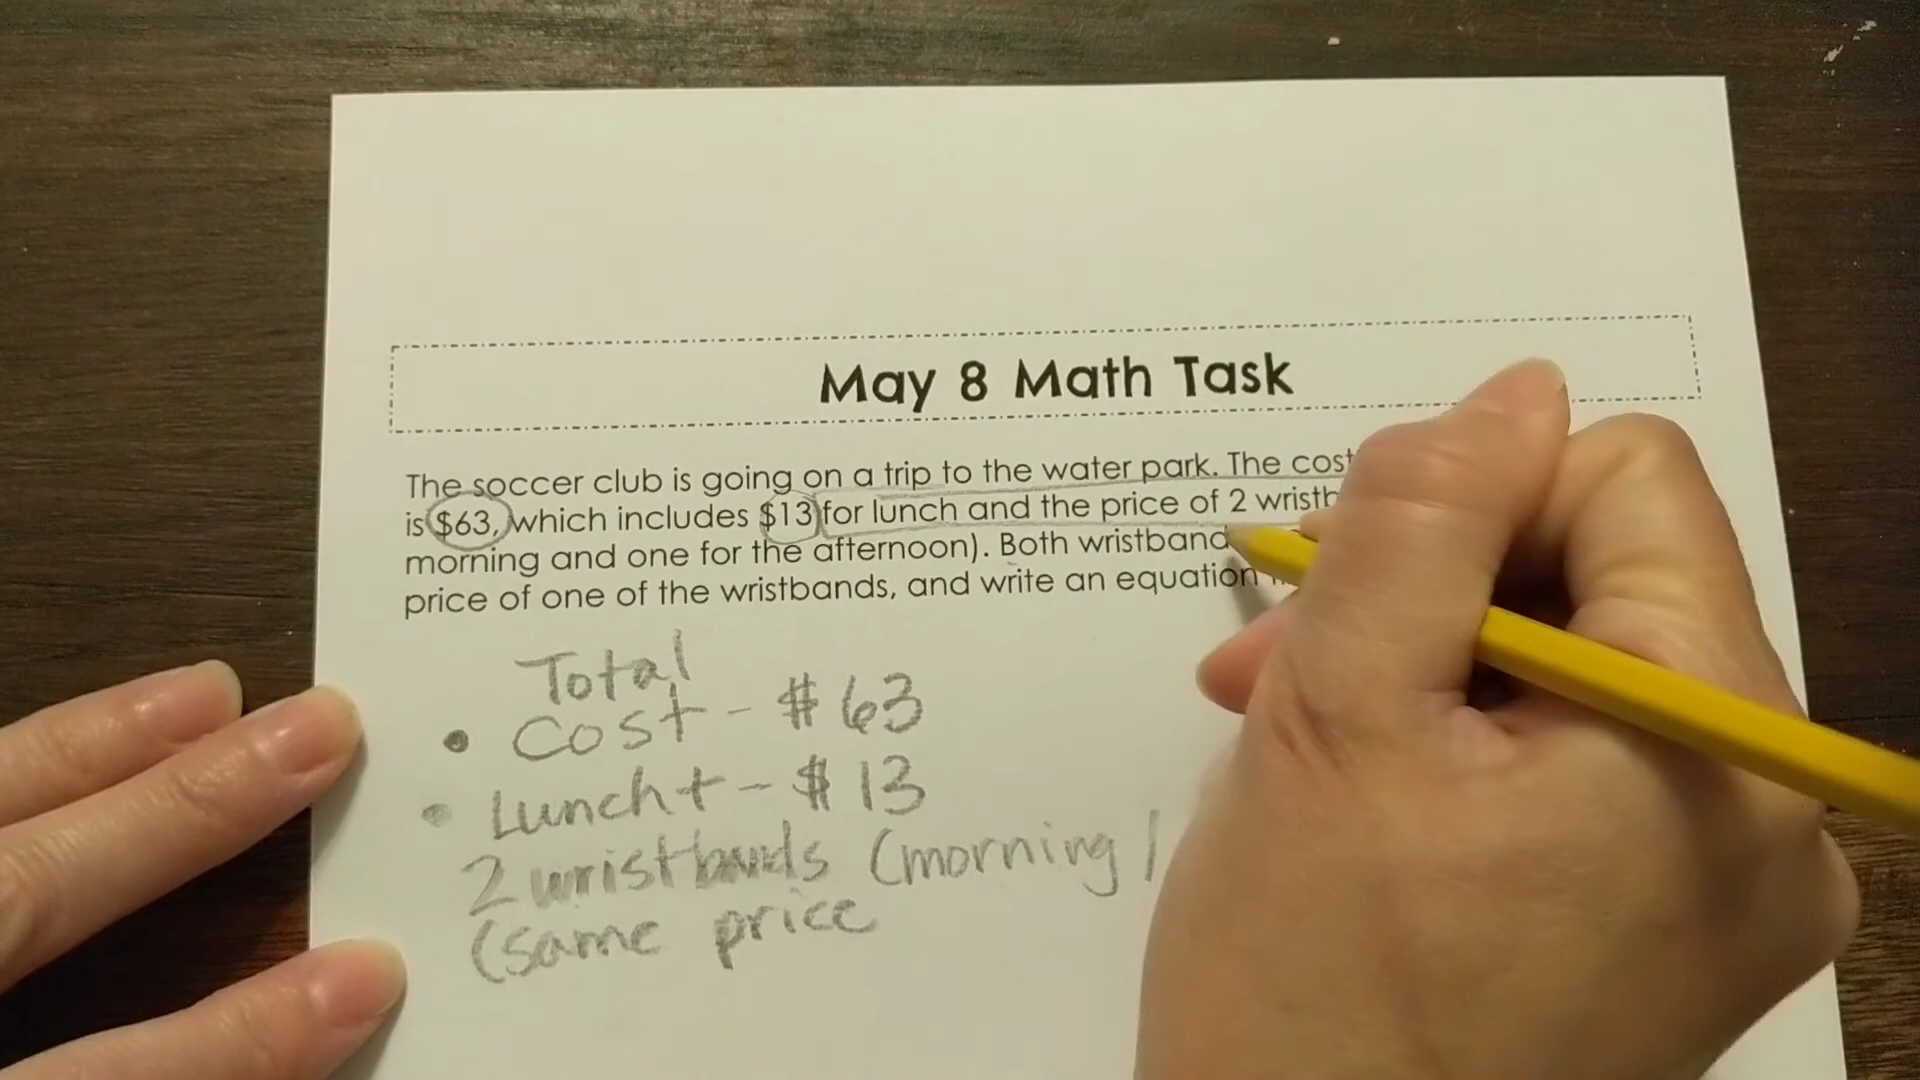 May 8 Math Task
The soccer club is going on a trip to the water park. The cost
is $63, which includes $13 for lunch and the price of 2
morning and one for the afternoon). Both
price of one of the wristbands, and write an equation
Total
• Cost - $63
• Lunch + - $13
2 wristbands (morning /
(same price